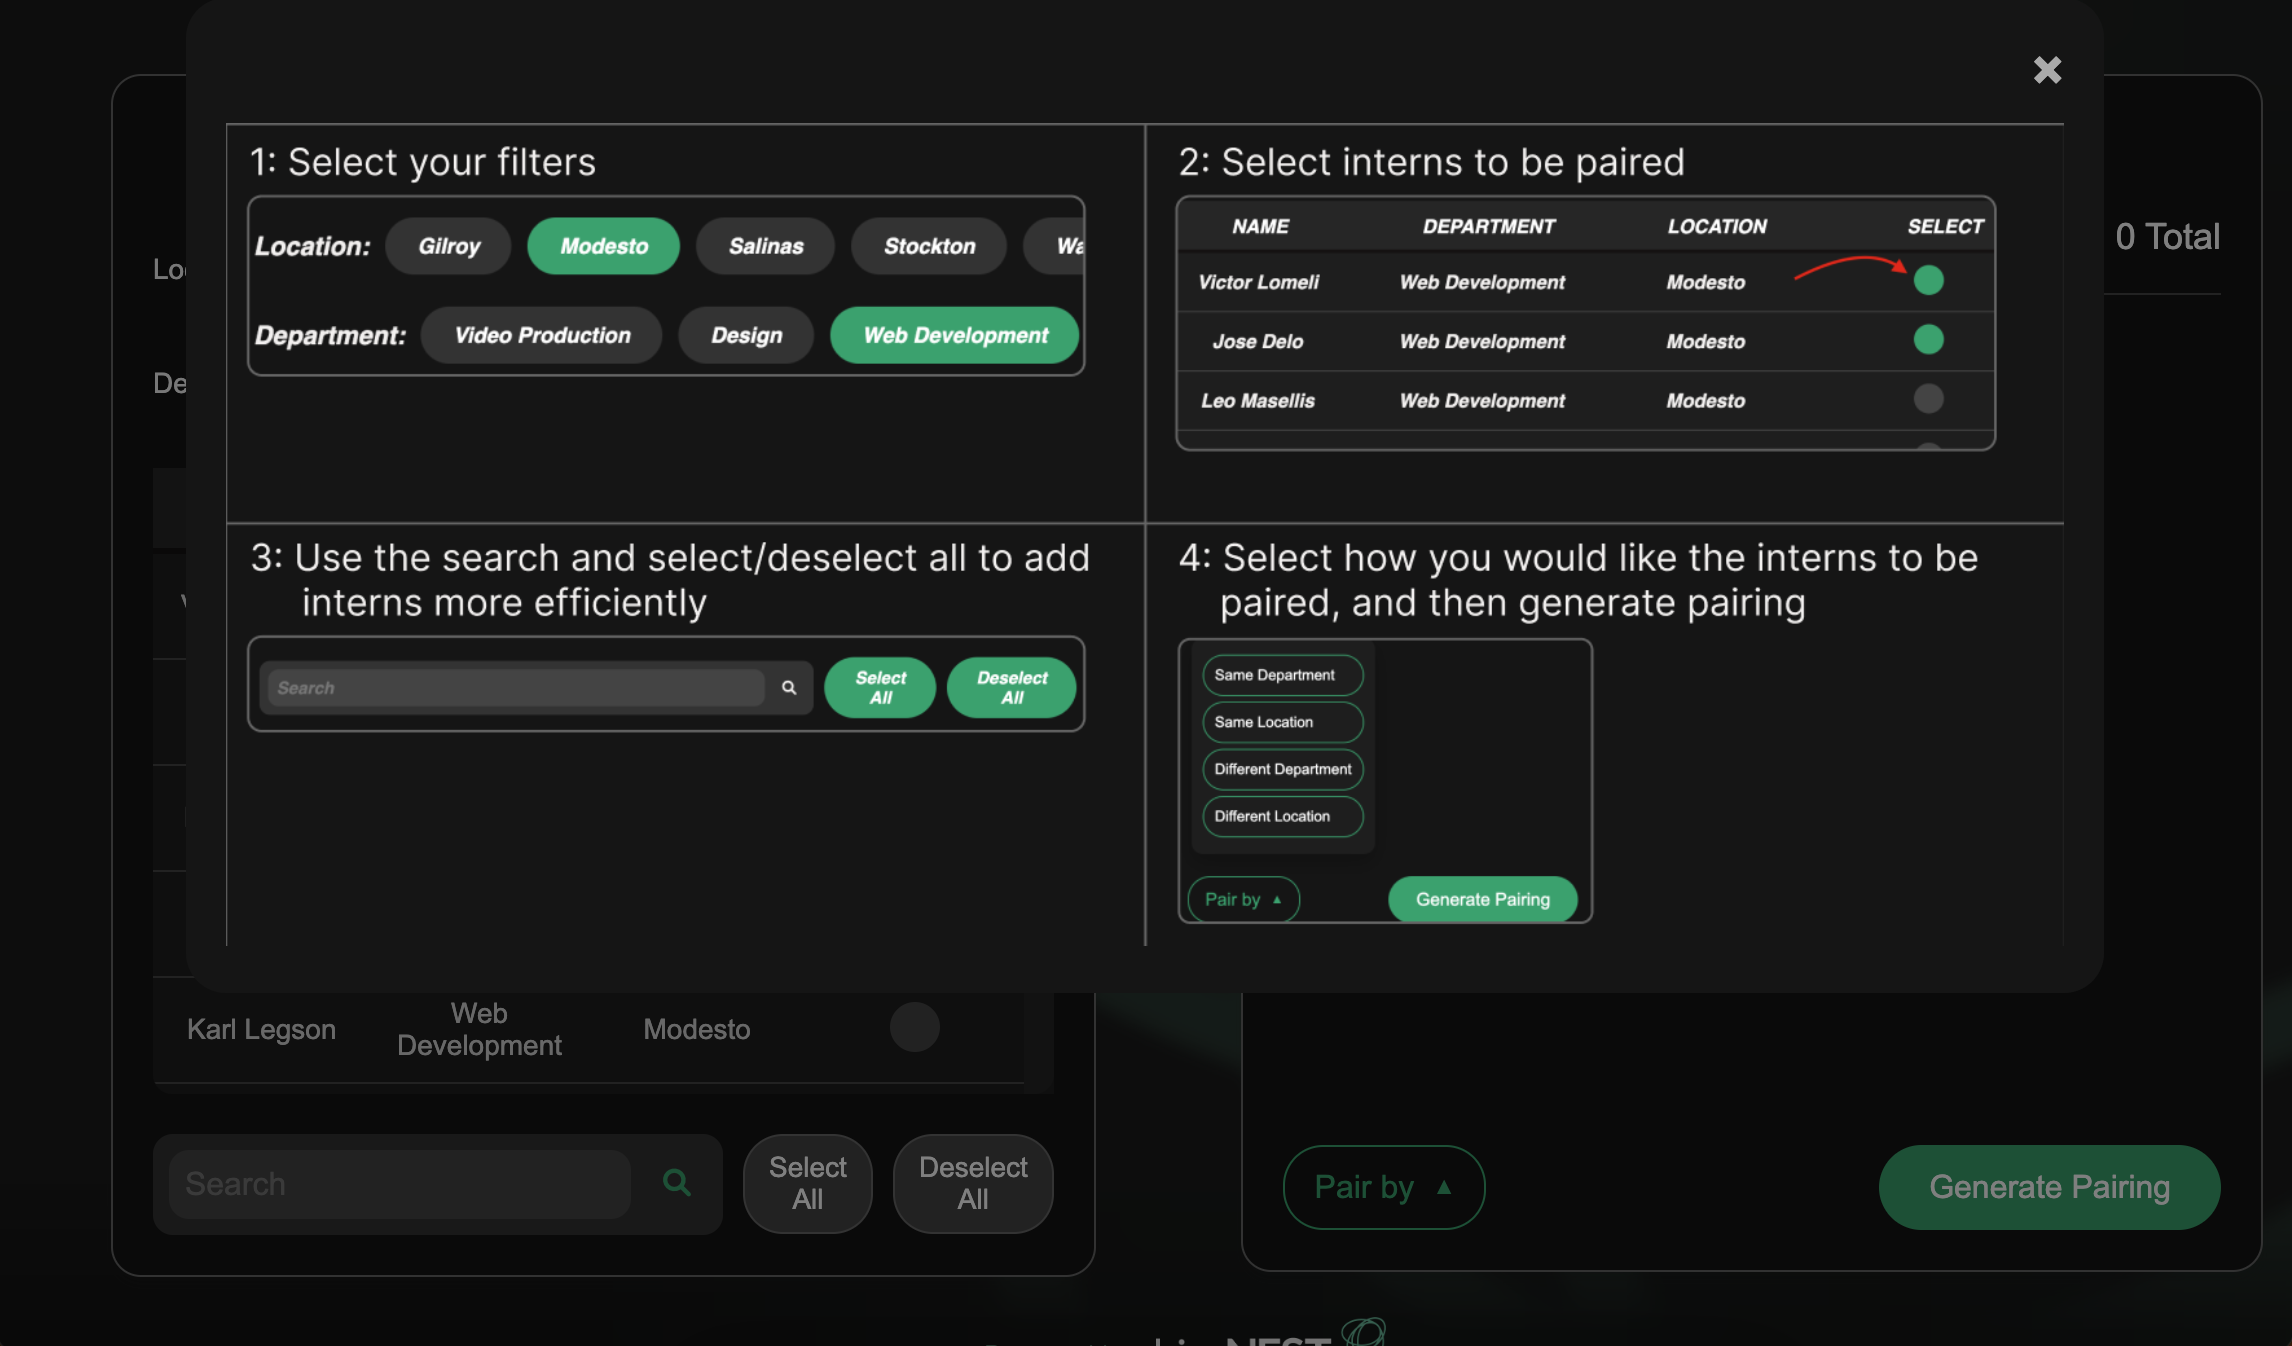 1: Select your filters
Location: Gilroy Modesto Salinas Stockton
Department: Video Production Design Web Development
2: Select interns to be paired
NAME DEPARTMENT LOCATION SELECT
Victor Lomeli Web Development Modesto
Jose Delo Web Development Modesto
Leo Masellis Web Development Modesto
0 Total
3: Use the search and select/deselect all to add
interns more efficiently
Search
Select
All
Deselect
All
4: Select how you would like the interns to be
paired, and then generate pairing
Same Department
Same Location
Different Department
Different Location
Pair by ▲
Generate Pairing
Karl Legson
Web
Development
Modesto
Search
Select
All
Deselect
All
Pair by ▲
Generate Pairing
NEST